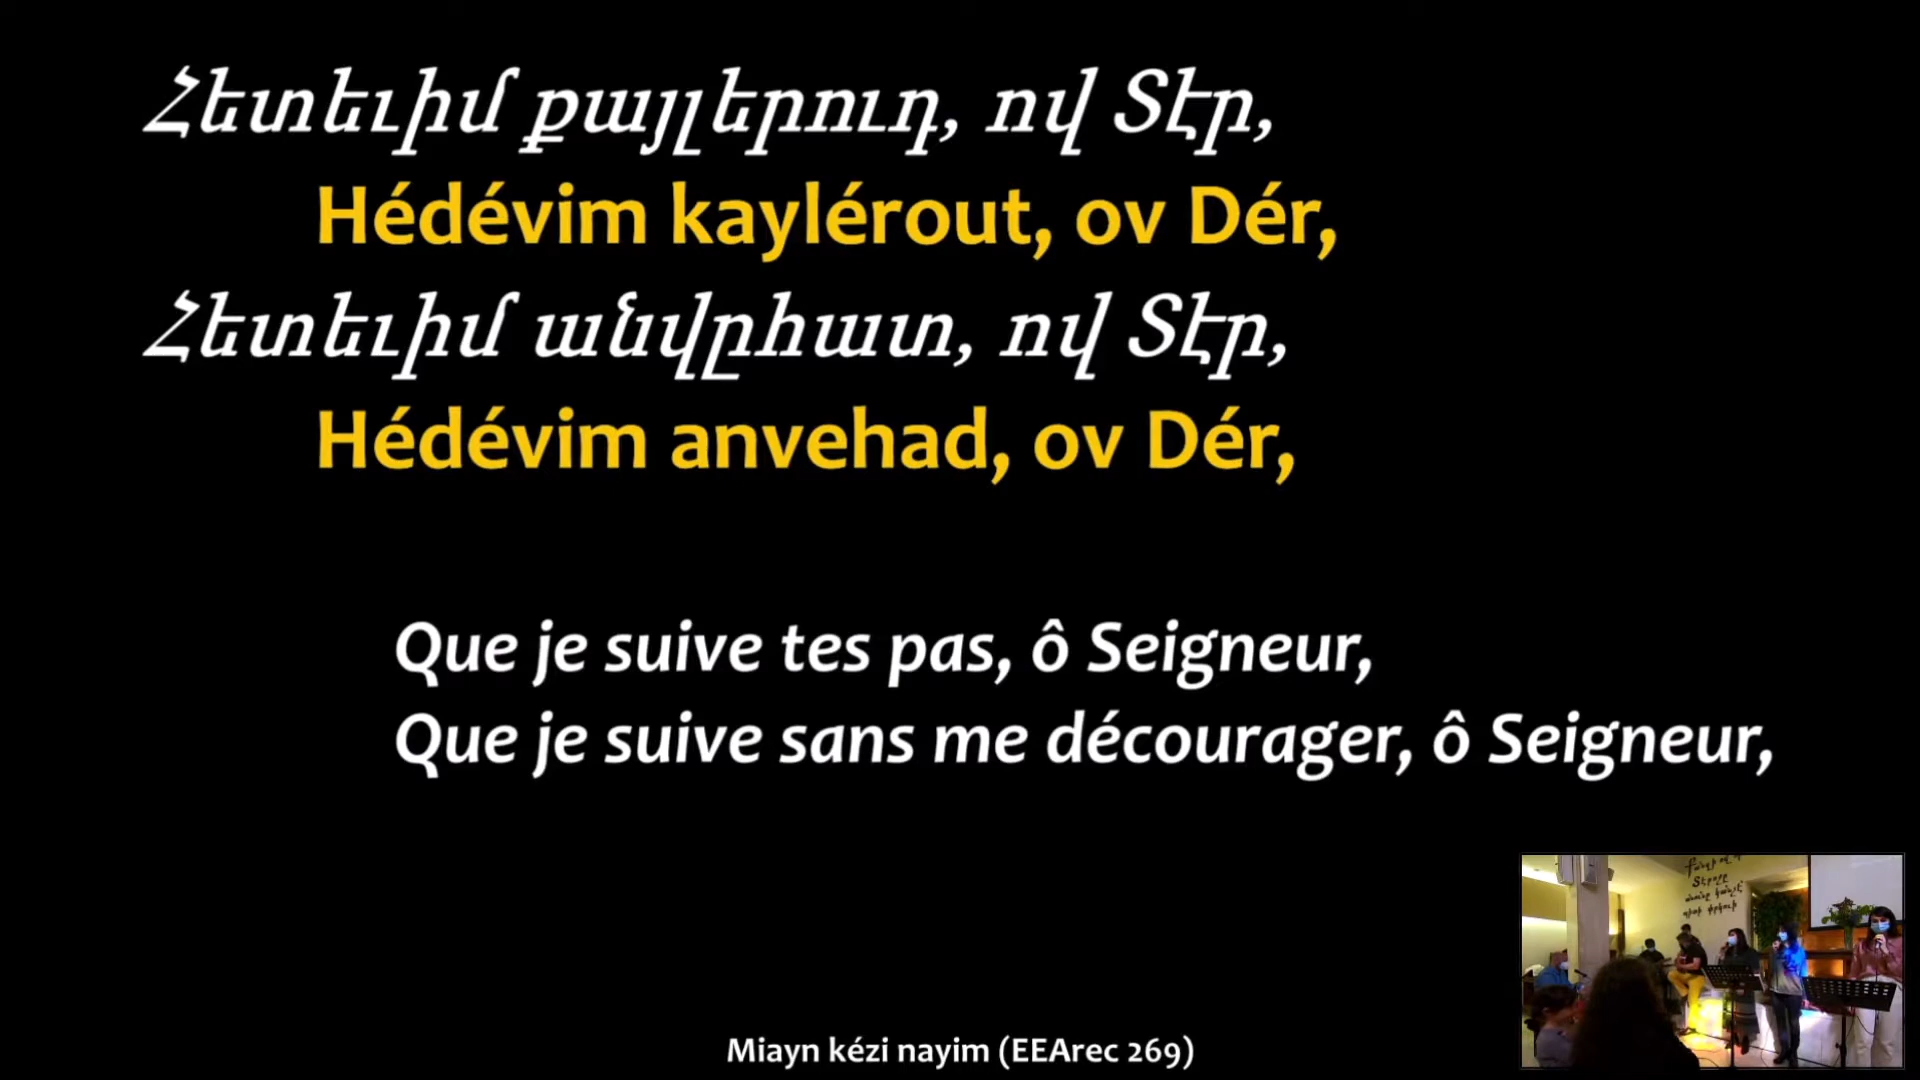 Հետեւիմ քայլերուդ, ով Տէր,
Hédévim kaylérout, ov Dér,
Հետեւիմ անվըհատ, ով Տէր,
Hédévim anvehad, ov Dér,
Que je suive tes pas, ô Seigneur,
Que je suive sans me décourager, ô Seigneur,
Miayn kézi nayim (EEArec 269)